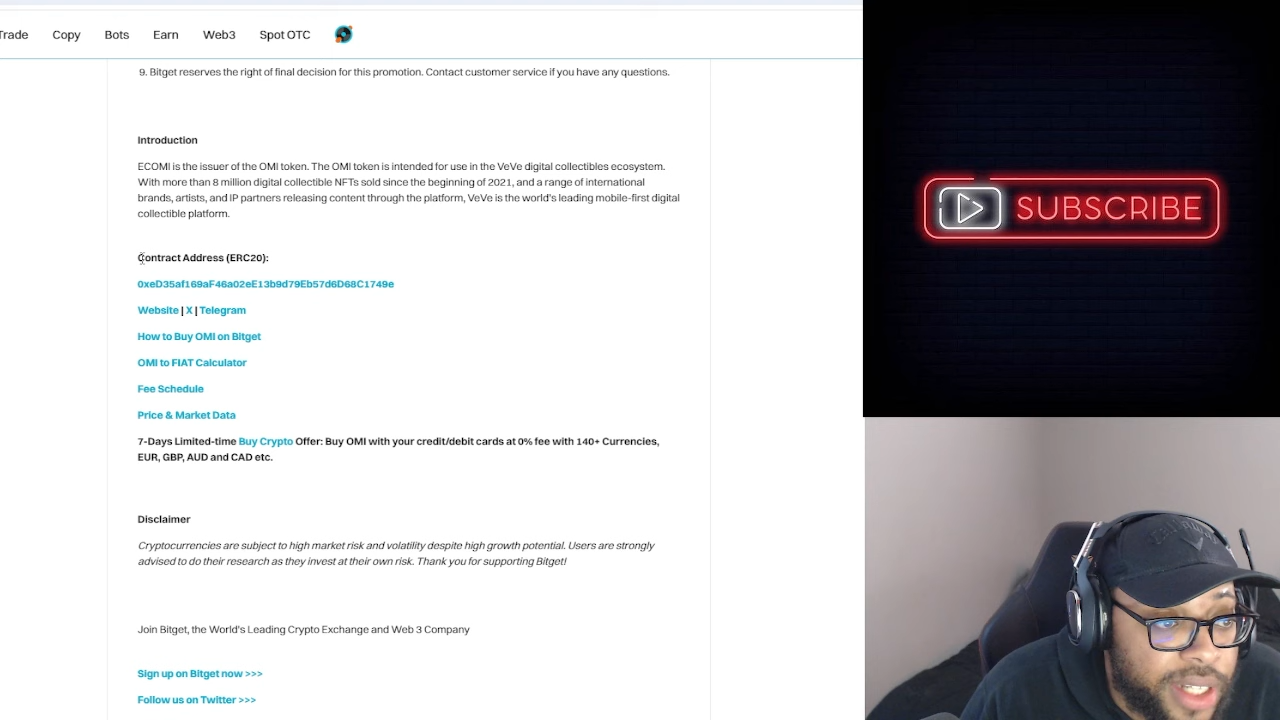 Trade Copy Bots Earn Web3 Spot OTC
9. Bitget reserves the right of final decision for this promotion. Contact customer service if you have any questions.
Introduction
ECOMI is the issuer of the OMI token. The OMI token is intended for use in the VeVe digital collectibles ecosystem.
With more than 8 million digital collectible NFTs sold since the beginning of 2021, and a range of international
brands, artists, and IP partners releasing content through the platform, VeVe is the world's leading mobile-first digital
collectible platform.
Contract Address (ERC20):
0xeD35af169aF46a02eE13b9d79Eb57d6D68C1749e
Website | X | Telegram
How to Buy OMI on Bitget
OMI to FIAT Calculator
Fee Schedule
Price & Market Data
7-Days Limited-time Buy Crypto Offer: Buy OMI with your credit/debit cards at 0% fee with 140+ Currencies,
EUR, GBP, AUD and CAD etc.
Disclaimer
Cryptocurrencies are subject to high market risk and volatility despite high growth potential. Users are strongly
advised to do their research as they invest at their own risk. Thank you for supporting Bitget!
Join Bitget, the World's Leading Crypto Exchange and Web 3 Company
Sign up on Bitget now >>>
Follow us on Twitter >>>
SUBSCRIBE